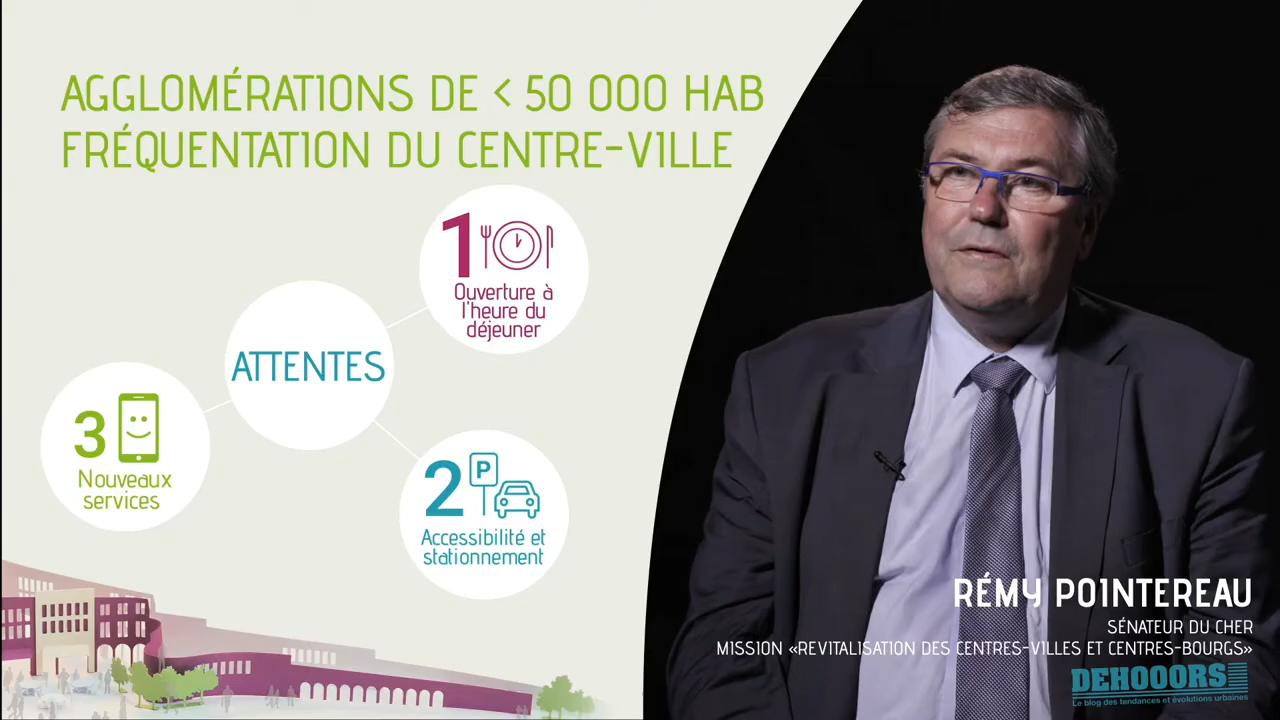 AGGLOMÉRATIONS DE < 50 000 HAB
FRÉQUENTATION DU CENTRE-VILLE
1
Ouverture à
l'heure du
déjeuner
ATTENTES
3
Nouveaux
services
2
P
Accessibilité et
stationnement
RÉMY POINTEREAU
SÉNATEUR DU CHER
MISSION «REVITALISATION DES CENTRES-VILLES ET CENTRES-BOURGS»
DEHOOORS
Le blog des tendances et évolutions urbaines